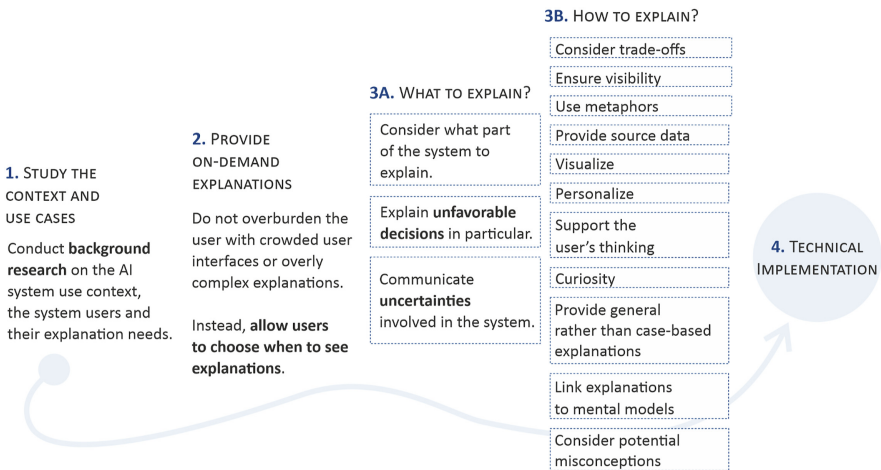 1. STUDY THE
CONTEXT AND
USE CASES
Conduct background
research on the AI
system use context,
the system users and
their explanation needs.
2. PROVIDE
ON-DEMAND
EXPLANATIONS
Do not overburden the
user with crowded user
interfaces or overly
complex explanations.
Instead, allow users
to choose when to see
explanations.
3A. WHAT TO EXPLAIN?
Consider what part
of the system to
explain.
Explain unfavorable
decisions in particular.
Communicate
uncertainties
involved in the system.
3B. HOW TO EXPLAIN?
Consider trade-offs
Ensure visibility
Use metaphors
Provide source data
Visualize
Personalize
Support the
user's thinking
Curiosity
Provide general
rather than case-based
explanations
Link explanations
to mental models
Consider potential
misconceptions
4. TECHNICAL
IMPLEMENTATION